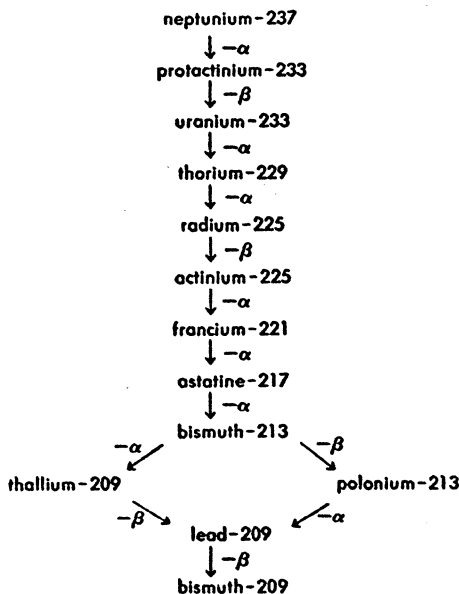 neptunium-237
-α
protactinium-233
-β
uranium-233
-α
thorium-229
-α
radium-225
-β
actinium-225
-α
francium-221
-α
astatine-217
-α
bismuth-213
-α -β
thallium-209 polonium-213
-β -α
lead-209
-β
bismuth-209